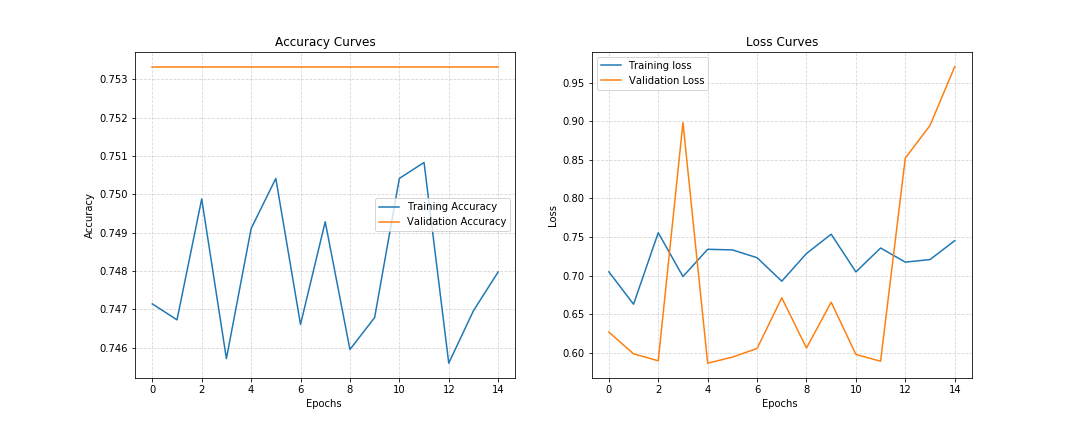 Accuracy Curves
0.753
0.752
0.751
0.750
0.749
0.748
0.747
0.746
Accuracy
Training Accuracy
Validation Accuracy
0 2 4 6 8 10 12 14
Epochs
Loss Curves
Training loss
Validation Loss
0.95
0.90
0.85
0.80
0.75
0.70
0.65
0.60
Loss
0 2 4 6 8 10 12 14
Epochs